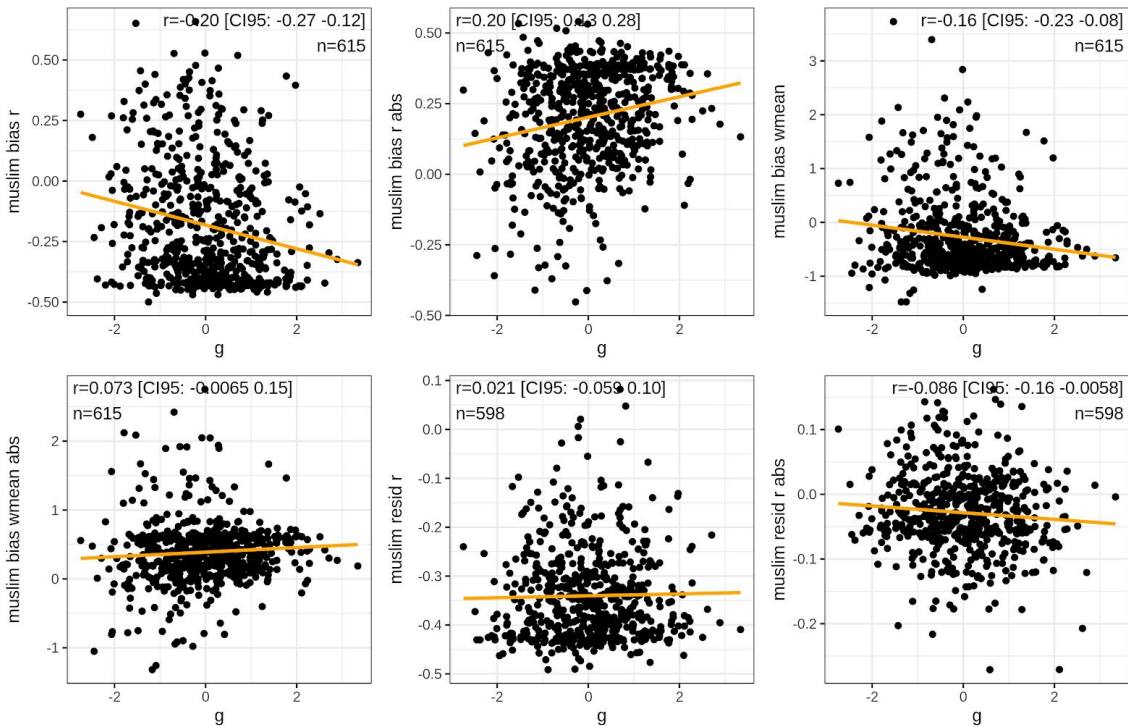 r=-0.20 [CI95: -0.27 -0.12]
n=615
muslim bias r
0.50
0.25
0.00
-0.25
-0.50
-2
0
2
g
r=0.20 [CI95: 0.13 0.28]
n=615
muslim bias r abs
0.50
0.25
0.00
-0.25
-0.50
-2
0
2
g
r=-0.16 [CI95: -0.23 -0.08]
n=615
muslim bias wmean
3
2
1
0
-1
-2
0
2
g
r=0.073 [CI95: -0.0065 0.15]
n=615
muslim bias wmean abs
2
1
0
-1
-2
0
2
g
r=0.021 [CI95: -0.059 0.10]
n=598
muslim resid r
0.1
0.0
-0.1
-0.2
-0.3
-0.4
-0.5
-2
0
2
g
r=-0.086 [CI95: -0.16 -0.0058]
n=598
muslim resid r abs
0.1
0.0
-0.1
-0.2
-2
0
2
g